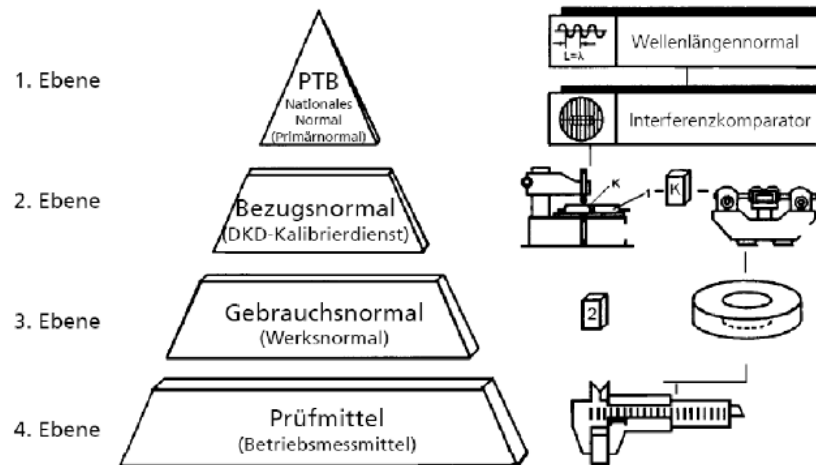 1. Ebene
PTB
Nationales
Normal
(Primärnormal)
2. Ebene
Bezugsnormal
(DKD-Kalibrierdienst)
3. Ebene
Gebrauchsnormal
(Werksnormal)
4. Ebene
Prüfmittel
(Betriebsmessmittel)
L=λ
Wellenlängennormal
Interferenzkomparator
K
1
K
2